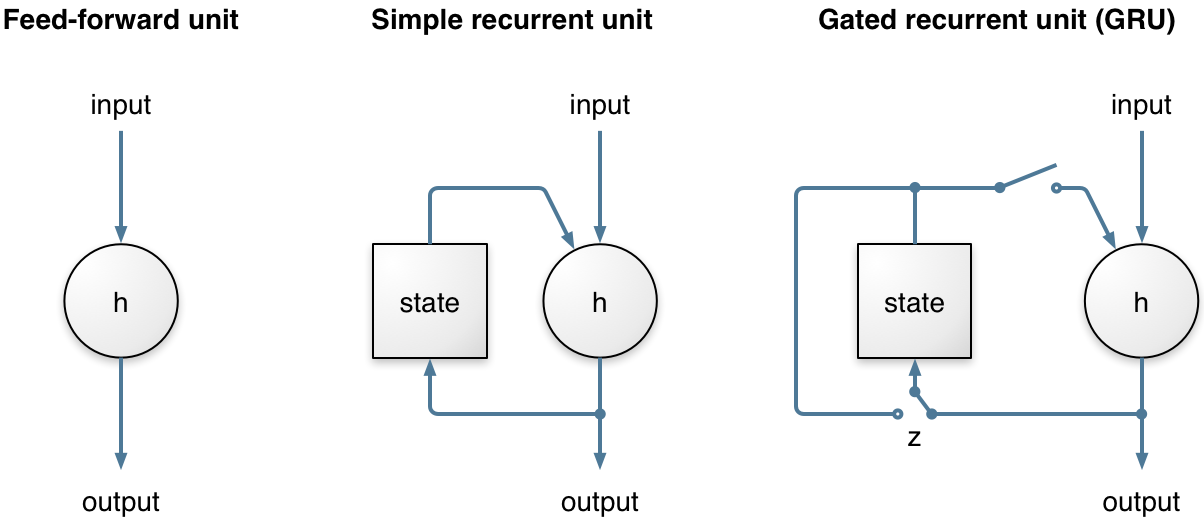 Feed-forward unit
Simple recurrent unit
Gated recurrent unit (GRU)
input
input
input
h
state
h
state
h
z
output
output
output